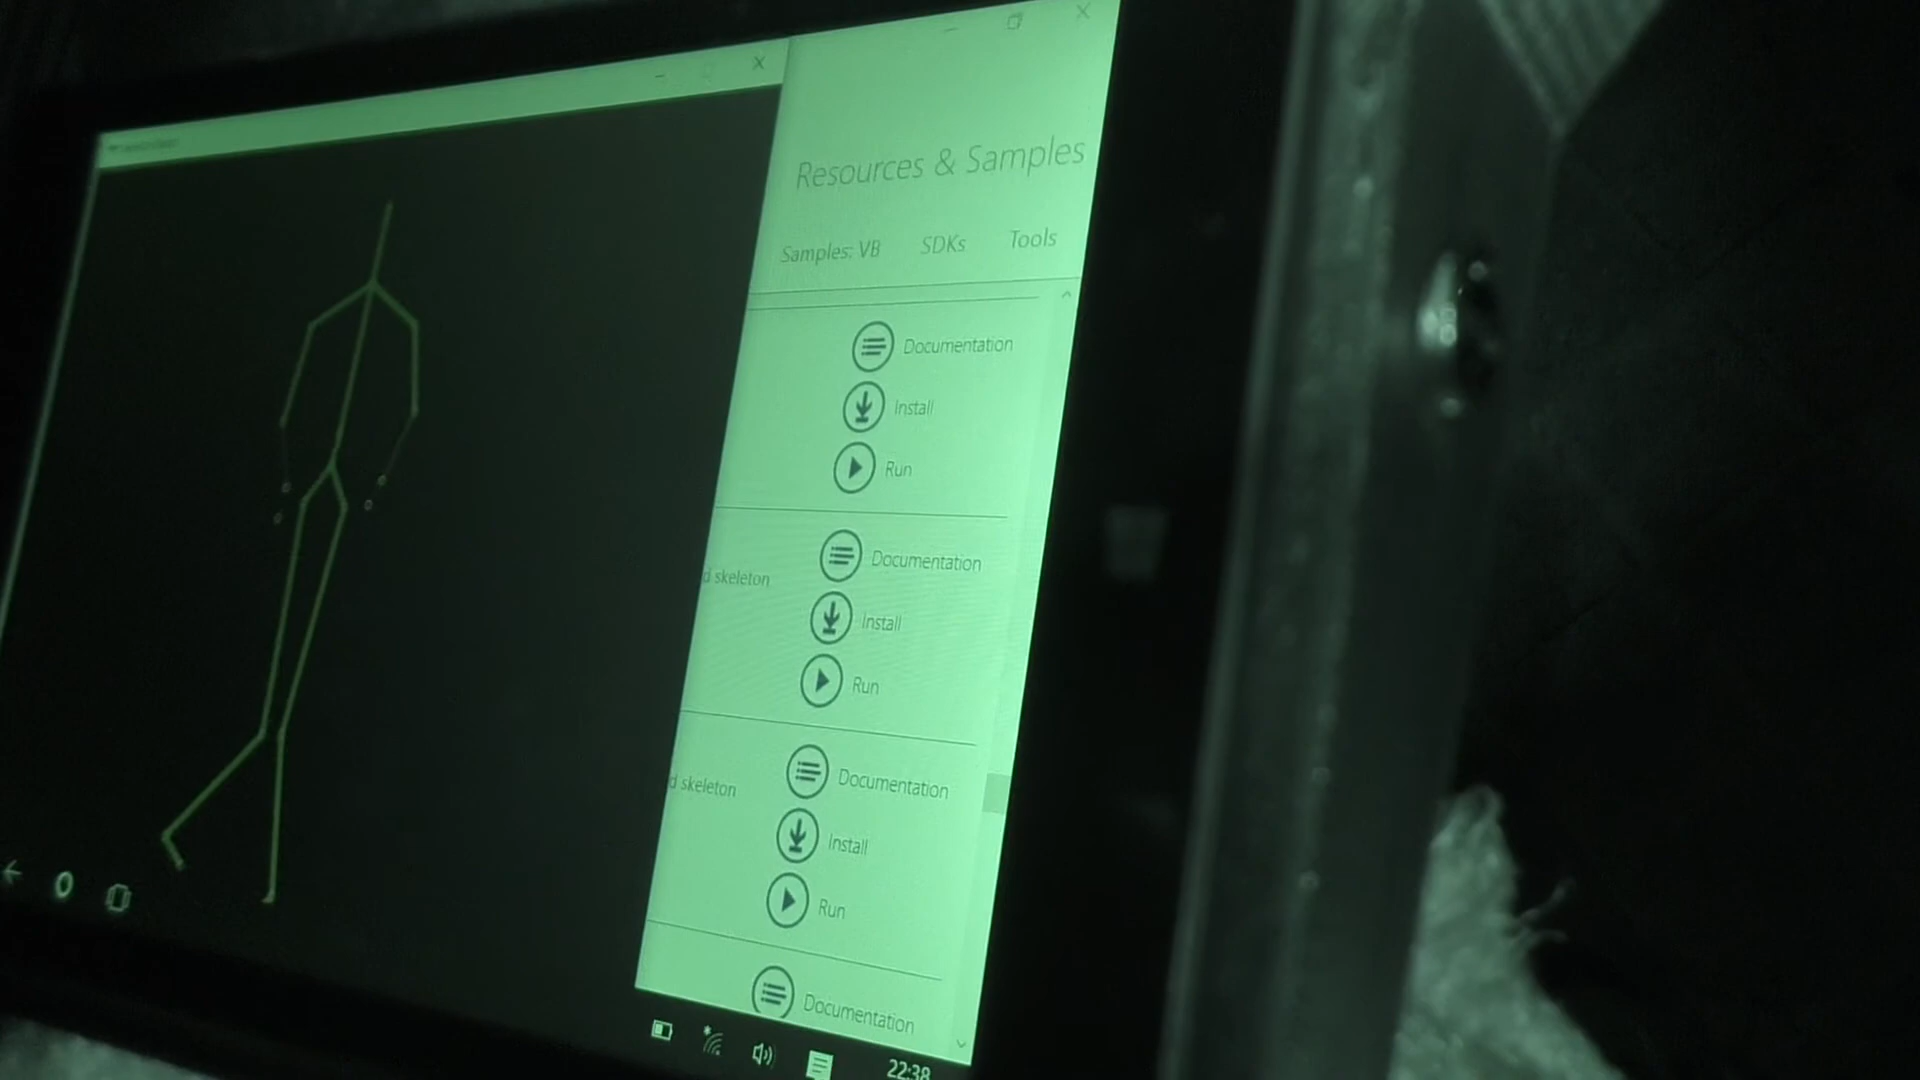 Resources & Samples
Samples: VB SDKs Tools
Documentation
Install
Run
d skeleton
Documentation
Install
Run
d skeleton
Documentation
Install
Run
Documentation
22:38